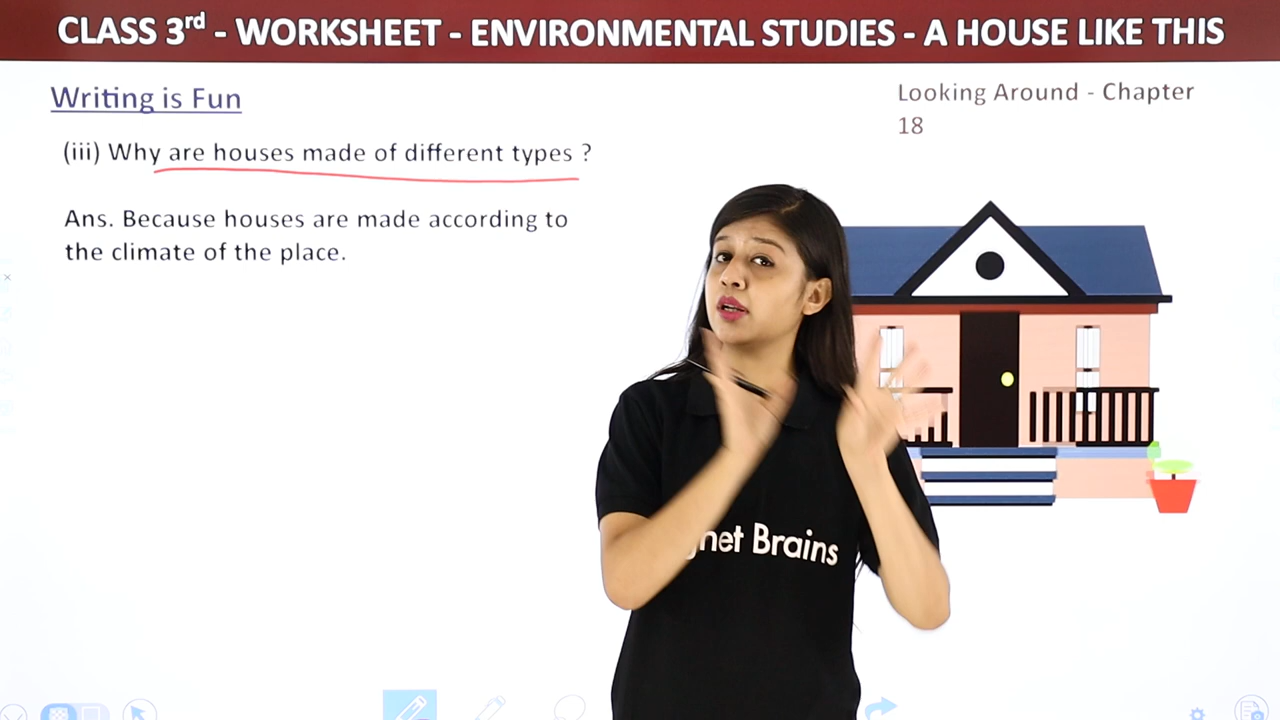 CLASS 3rd - WORKSHEET - ENVIRONMENTAL STUDIES - A HOUSE LIKE THIS
Writing is Fun
Looking Around - Chapter
18
(iii) Why are houses made of different types ?
Ans. Because houses are made according to
the climate of the place.
Brains